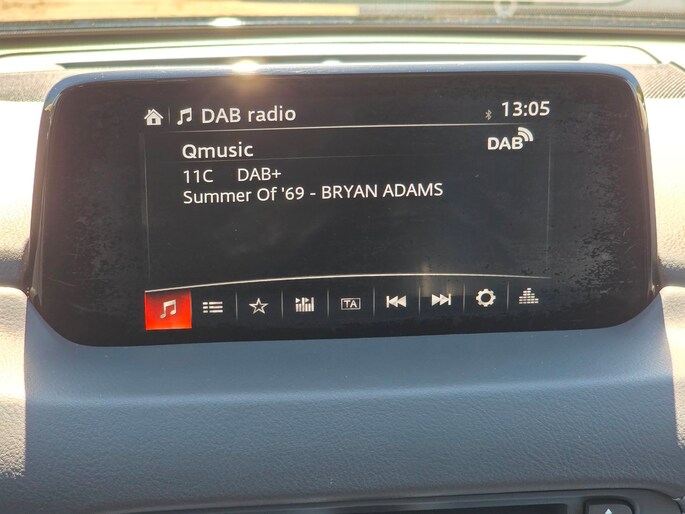 DAB radio
13:05
Qmusic
DAB
11C DAB+
Summer Of '69 - BRYAN ADAMS
TA